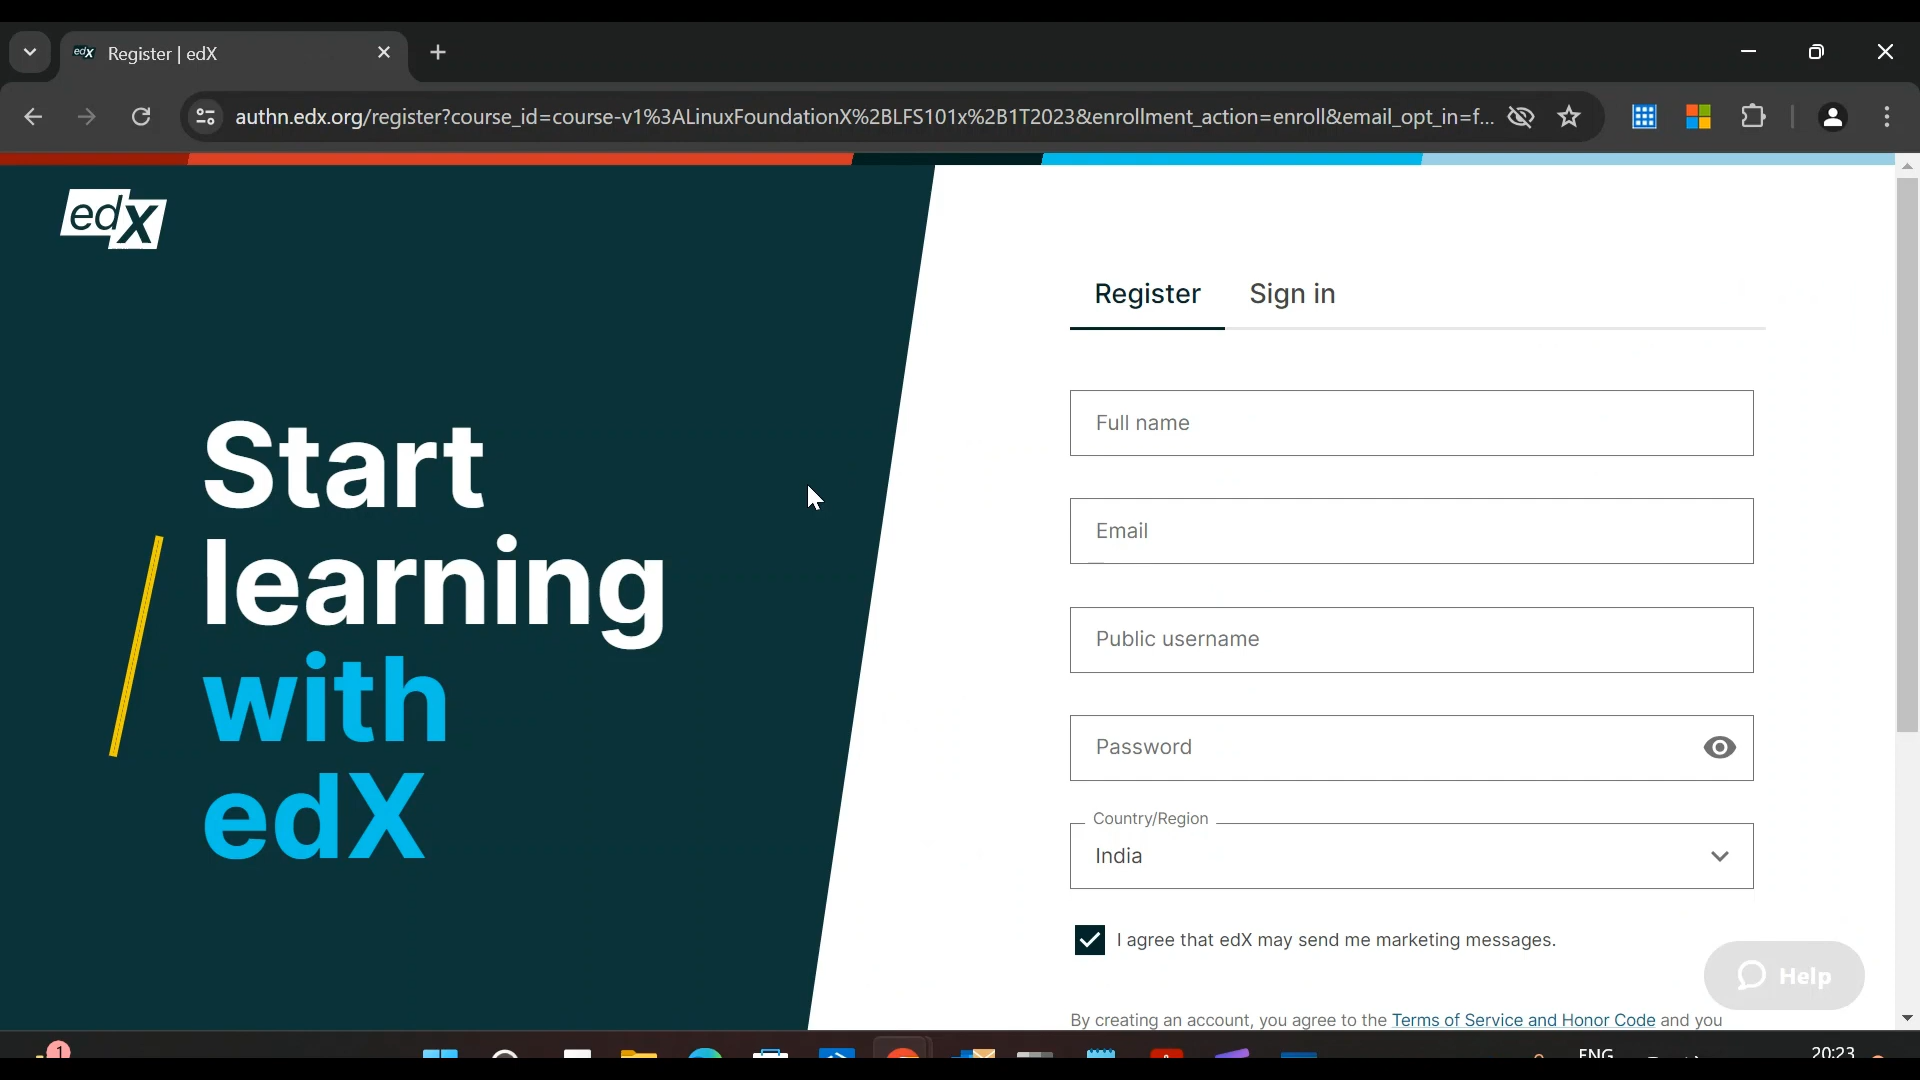 edX Register | edX
authn.edx.org/register?course_id=course-v1%3ALinuxFoundationX%2BLFS101x%2B1T2023&enrollment_action=enroll&email_opt_in=f...
edX
Register Sign in
Start
learning
with
edX
Full name
Email
Public username
Password
Country/Region
India
I agree that edX may send me marketing messages.
Help
By creating an account, you agree to the Terms of Service and Honor Code and you
1
ENG
20:23